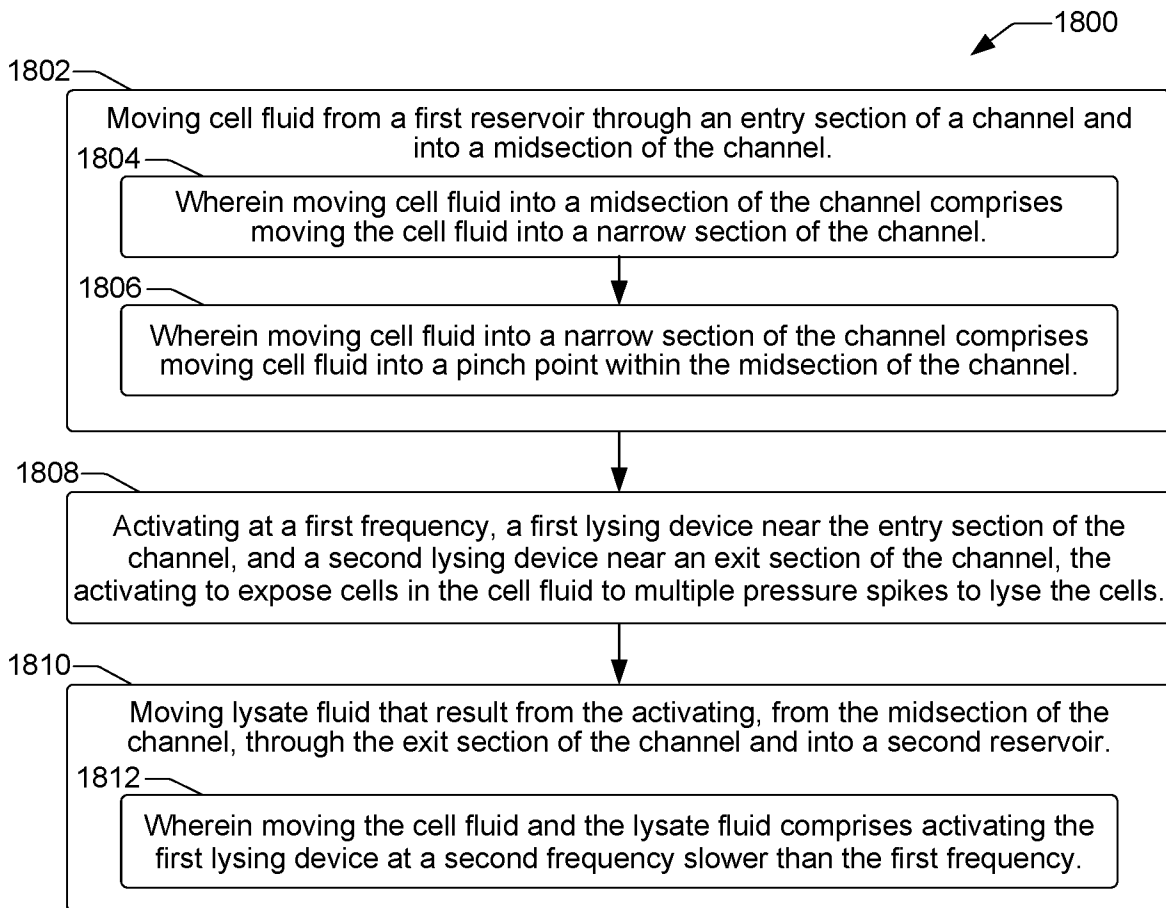 1800
1802
Moving cell fluid from a first reservoir through an entry section of a channel and
into a midsection of the channel.
1804
Wherein moving cell fluid into a midsection of the channel comprises
moving the cell fluid into a narrow section of the channel.
1806
Wherein moving cell fluid into a narrow section of the channel comprises
moving cell fluid into a pinch point within the midsection of the channel.
1808
Activating at a first frequency, a first lysing device near the entry section of the
channel, and a second lysing device near an exit section of the channel, the
activating to expose cells in the cell fluid to multiple pressure spikes to lyse the cells.
1810
Moving lysate fluid that result from the activating, from the midsection of the
channel, through the exit section of the channel and into a second reservoir.
1812
Wherein moving the cell fluid and the lysate fluid comprises activating the
first lysing device at a second frequency slower than the first frequency.